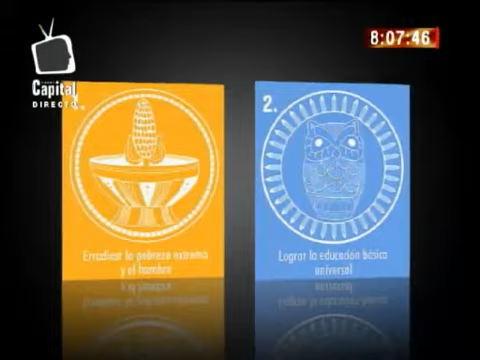 8:07:46
Capital
DIRECTO
2.
Erradicar la pobreza extrema
y el hambre
Lograr la educación básica
universal